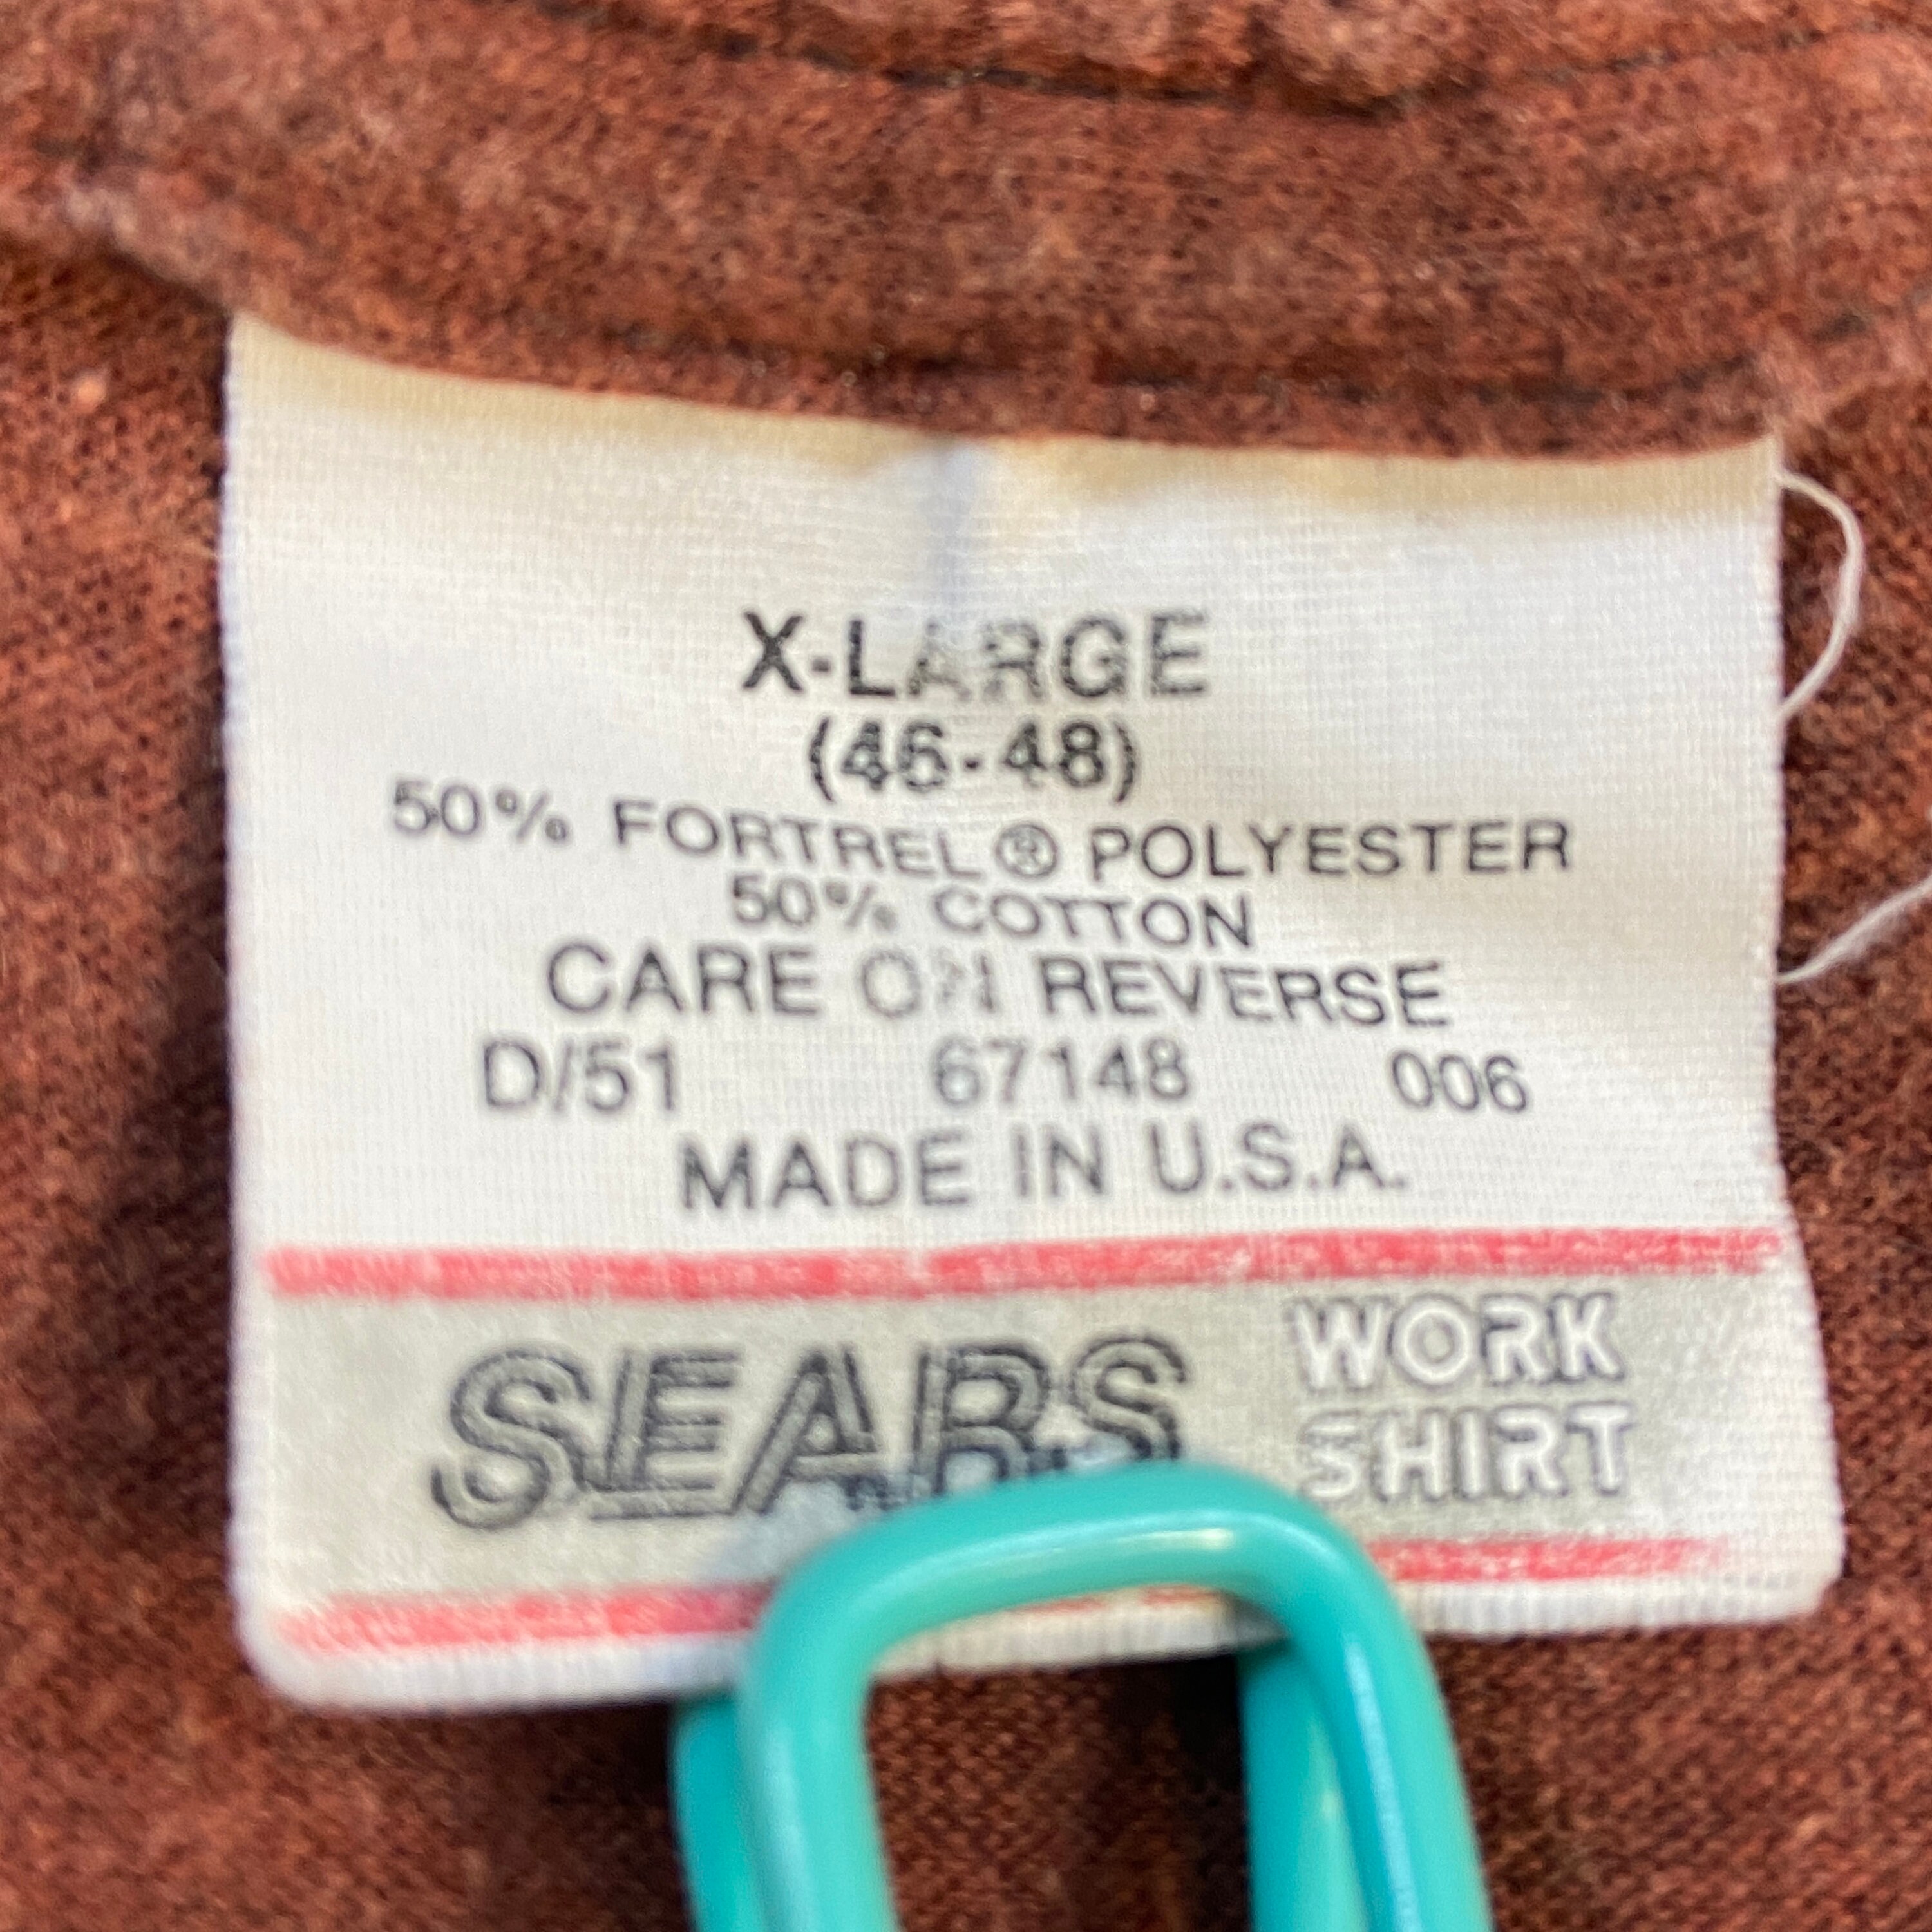 X-LARGE
(46-48)
50% FORTREL® POLYESTER
50% COTTON
CARE ON REVERSE
D/51 67148 006
MADE IN U.S.A.
SEARS WORK
SHIRT